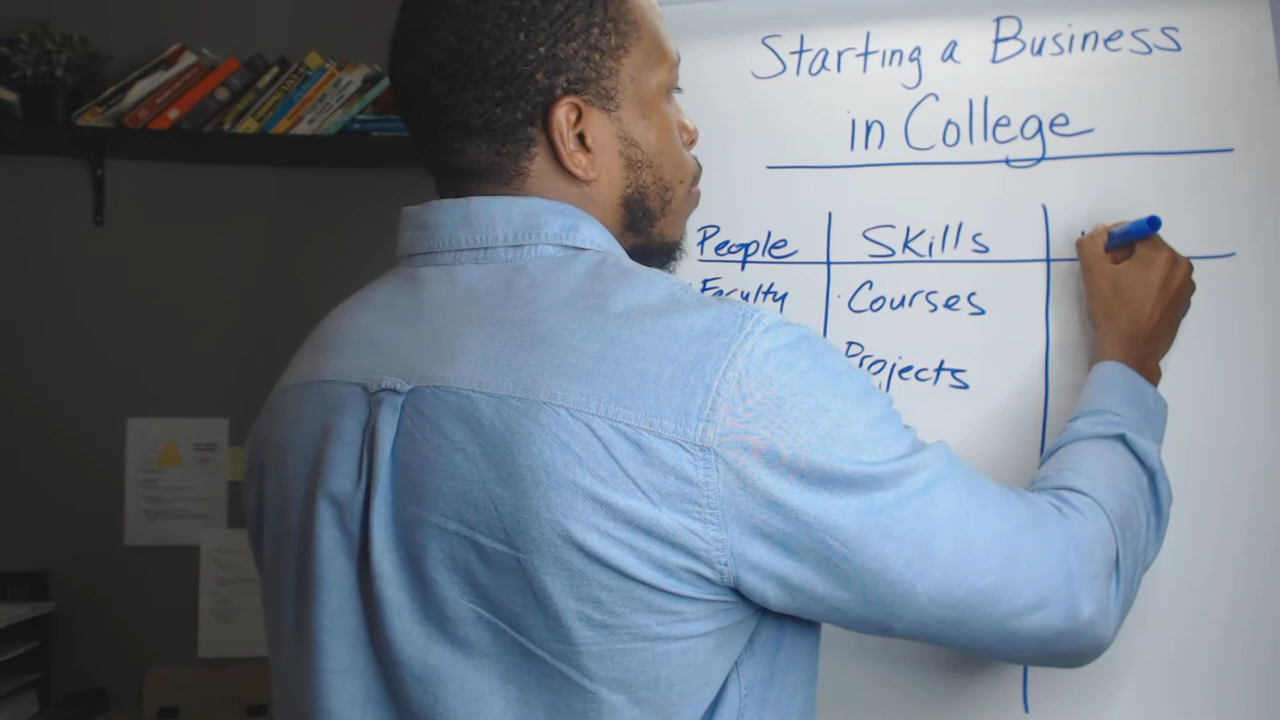 Starting a Business
in College
People Skills
Faculty Courses
Projects